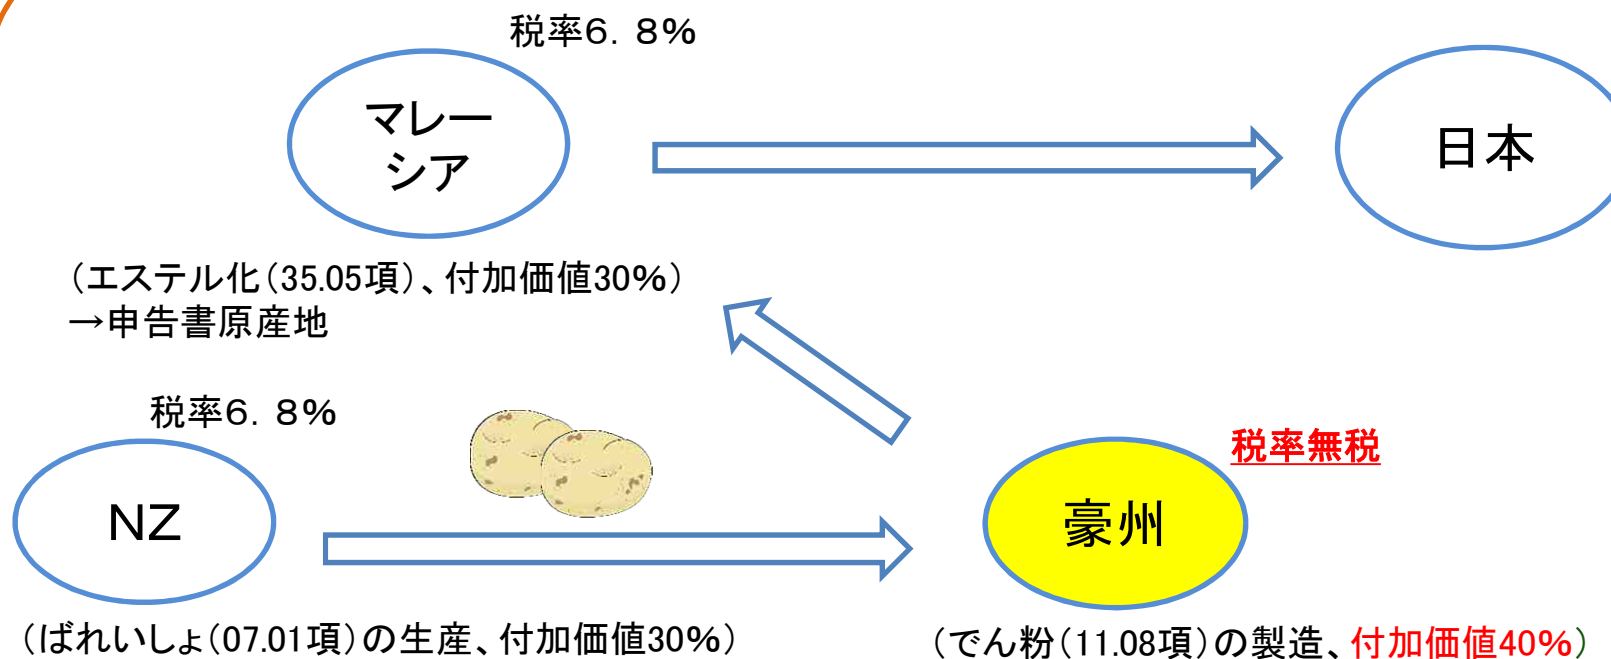 税率6．8％
マレー
シア
日本
（エステル化（35.05項）、付加価値30％）
→申告書原産地
税率6．8％
税率無税
NZ
豪州
（ばれいしょ（07.01項）の生産、付加価値30％）
（でん粉（11.08項）の製造、付加価値40％）